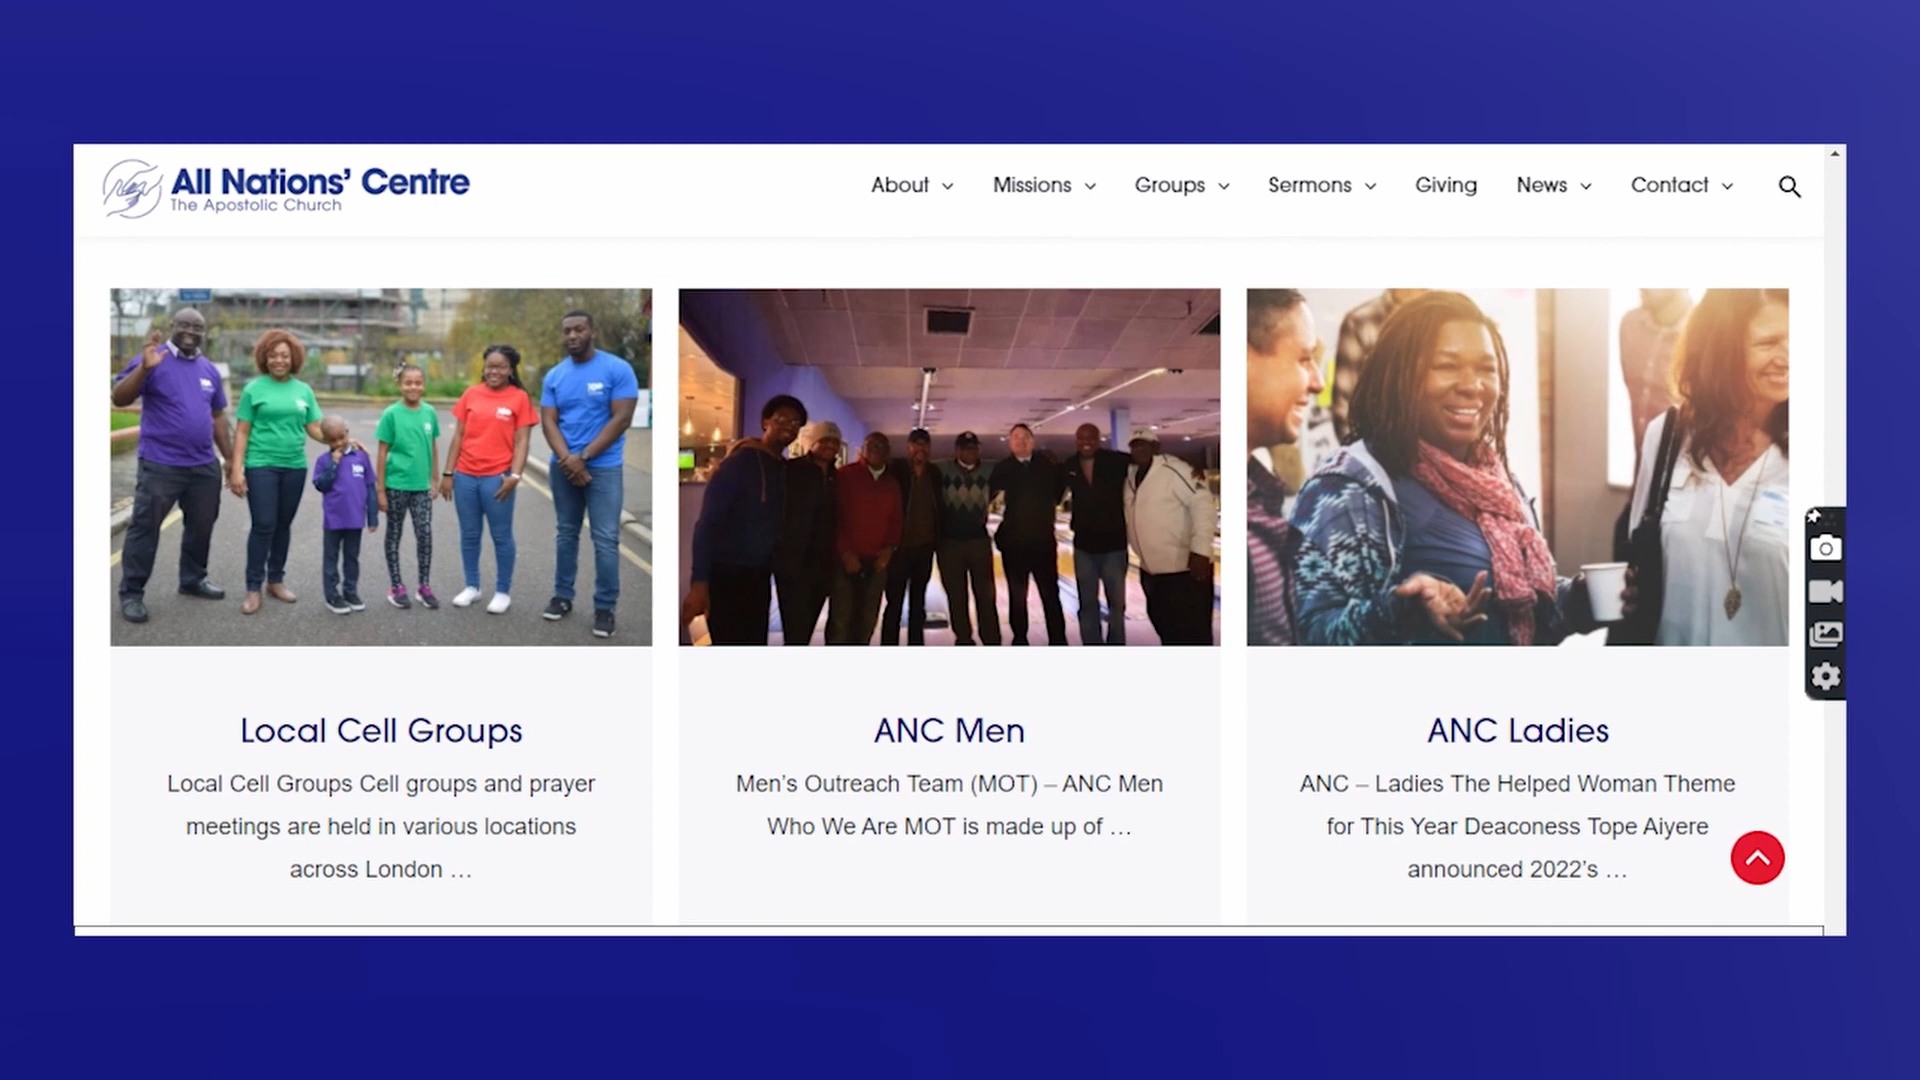 All Nations’ Centre
The Apostolic Church
About
Missions
Groups
Sermons
Giving
News
Contact
Local Cell Groups
Local Cell Groups Cell groups and prayer
meetings are held in various locations
across London …
ANC Men
Men’s Outreach Team (MOT) – ANC Men
Who We Are MOT is made up of …
ANC Ladies
ANC – Ladies The Helped Woman Theme
for This Year Deaconess Tope Aiyere
announced 2022’s …